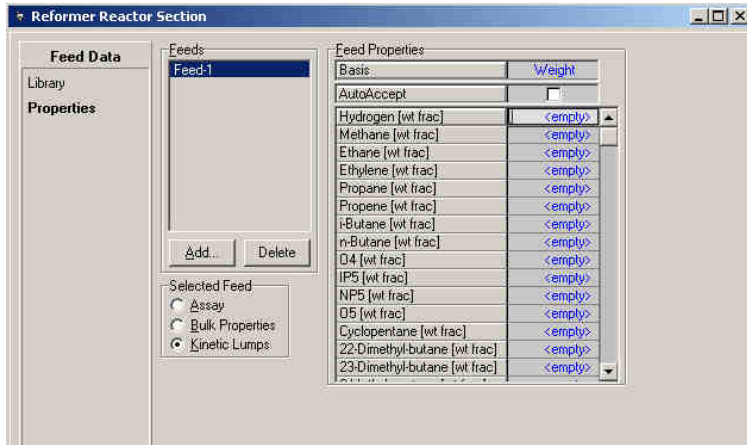 Reformer Reactor Section
Feed Data
Library
Properties
Feeds
Feed-1
Add...
Delete
Selected Feed
Assay
Bulk Properties
Kinetic Lumps
Feed Properties
Basis Weight
AutoAccept
Hydrogen [wt frac] <empty>
Methane [wt frac] <empty>
Ethane [wt frac] <empty>
Ethylene [wt frac] <empty>
Propane [wt frac] <empty>
Propene [wt frac] <empty>
i-Butane [wt frac] <empty>
n-Butane [wt frac] <empty>
O4 [wt frac] <empty>
IP5 [wt frac] <empty>
NP5 [wt frac] <empty>
O5 [wt frac] <empty>
Cyclopentane [wt frac] <empty>
22-Dimethyl-butane [wt frac] <empty>
23-Dimethyl-butane [wt frac] <empty>